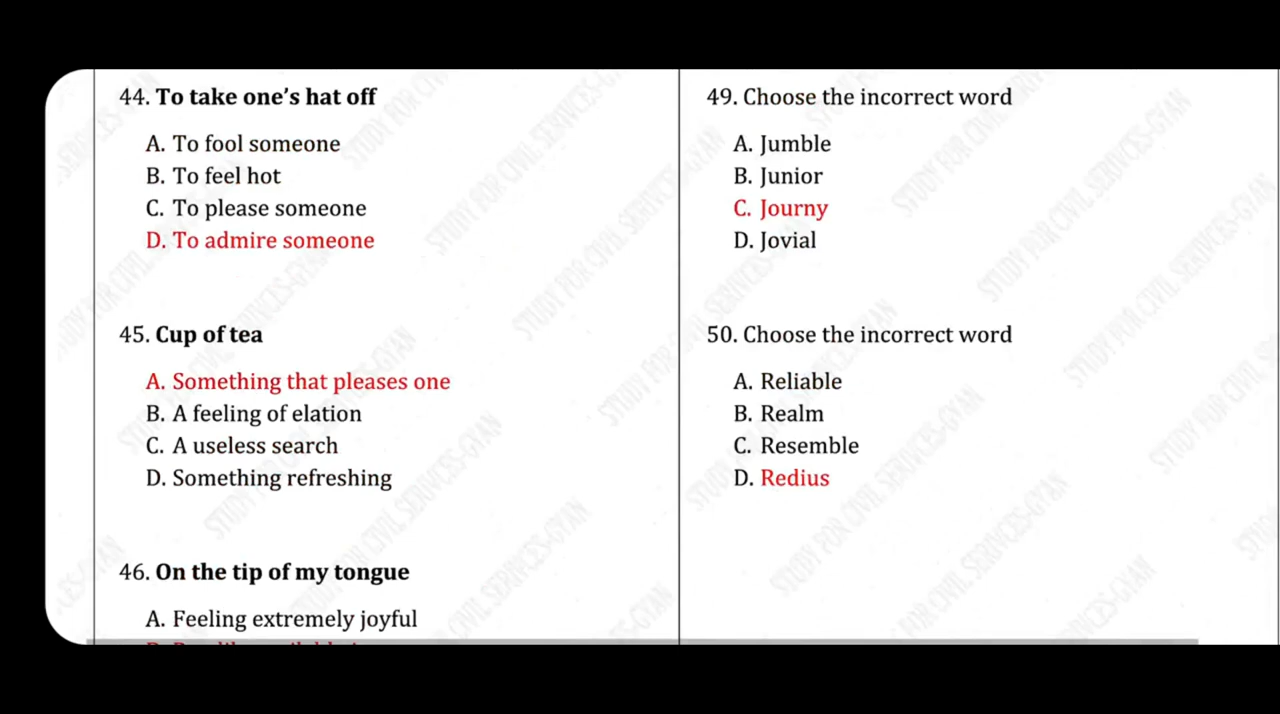 44. To take one's hat off
A. To fool someone
B. To feel hot
C. To please someone
D. To admire someone
45. Cup of tea
A. Something that pleases one
B. A feeling of elation
C. A useless search
D. Something refreshing
46. On the tip of my tongue
A. Feeling extremely joyful
49. Choose the incorrect word
A. Jumble
B. Junior
C. Journy
D. Jovial
50. Choose the incorrect word
A. Reliable
B. Realm
C. Resemble
D. Redius